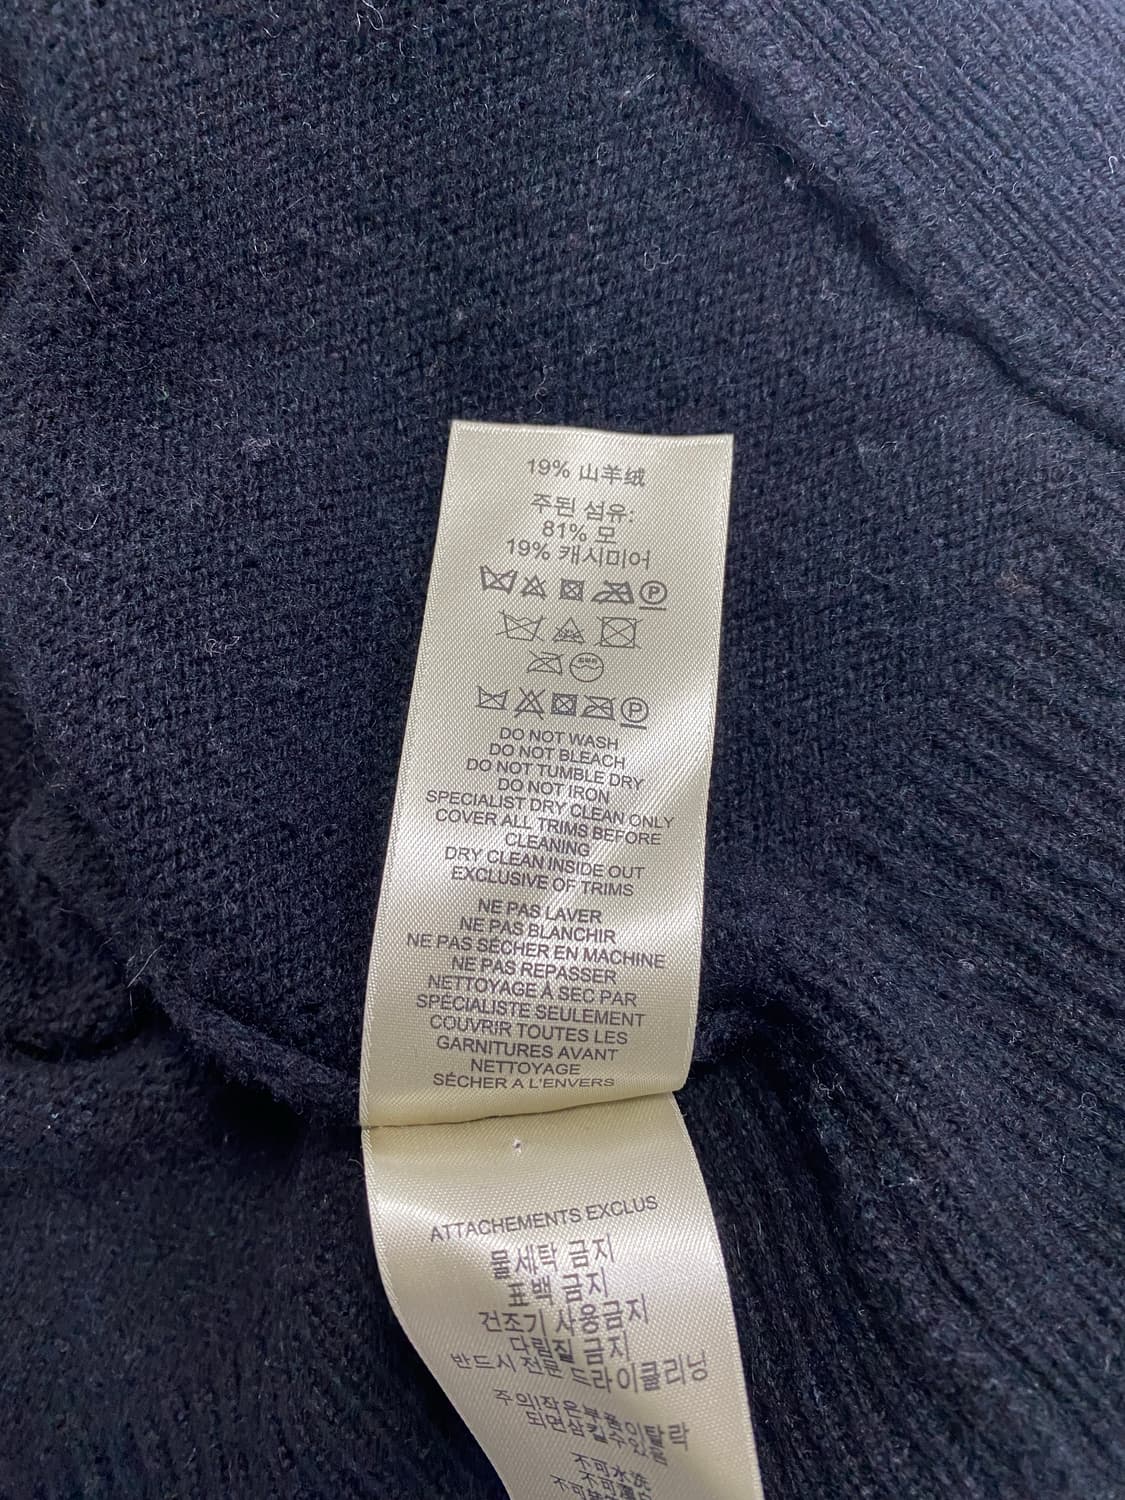 19% 山羊绒
주된 섬유:
81% 모
19% 캐시미어
P
P
DO NOT WASH
DO NOT BLEACH
DO NOT TUMBLE DRY
DO NOT IRON
SPECIALIST DRY CLEAN ONLY
COVER ALL TRIMS BEFORE
CLEANING
DRY CLEAN INSIDE OUT
EXCLUSIVE OF TRIMS
NE PAS LAVER
NE PAS BLANCHIR
NE PAS SÉCHER EN MACHINE
NE PAS REPASSER
NETTOYAGE À SEC PAR
SPÉCIALISTE SEULEMENT
COUVRIR TOUTES LES
GARNITURES AVANT
NETTOYAGE
SÉCHER A L'ENVERS
ATTACHEMENTS EXCLUS
물세탁 금지
표백 금지
건조기 사용금지
다림질 금지
반드시 전문 드라이클리닝
不可水洗